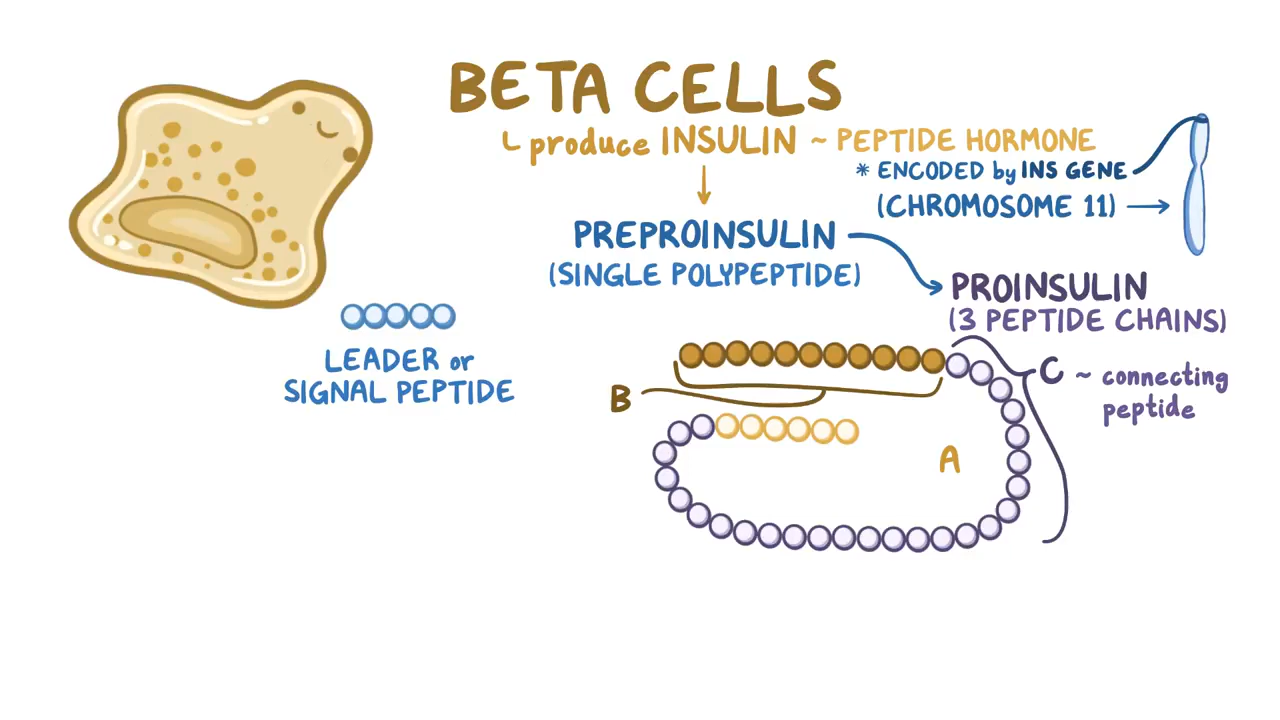 BETA CELLS
└ produce INSULIN ~ PEPTIDE HORMONE
* ENCODED by INS GENE
(CHROMOSOME 11) →
PREPROINSULIN
(SINGLE POLYPEPTIDE)
PROINSULIN
(3 PEPTIDE CHAINS)
LEADER or
SIGNAL PEPTIDE
B
C ~ connecting
peptide
A